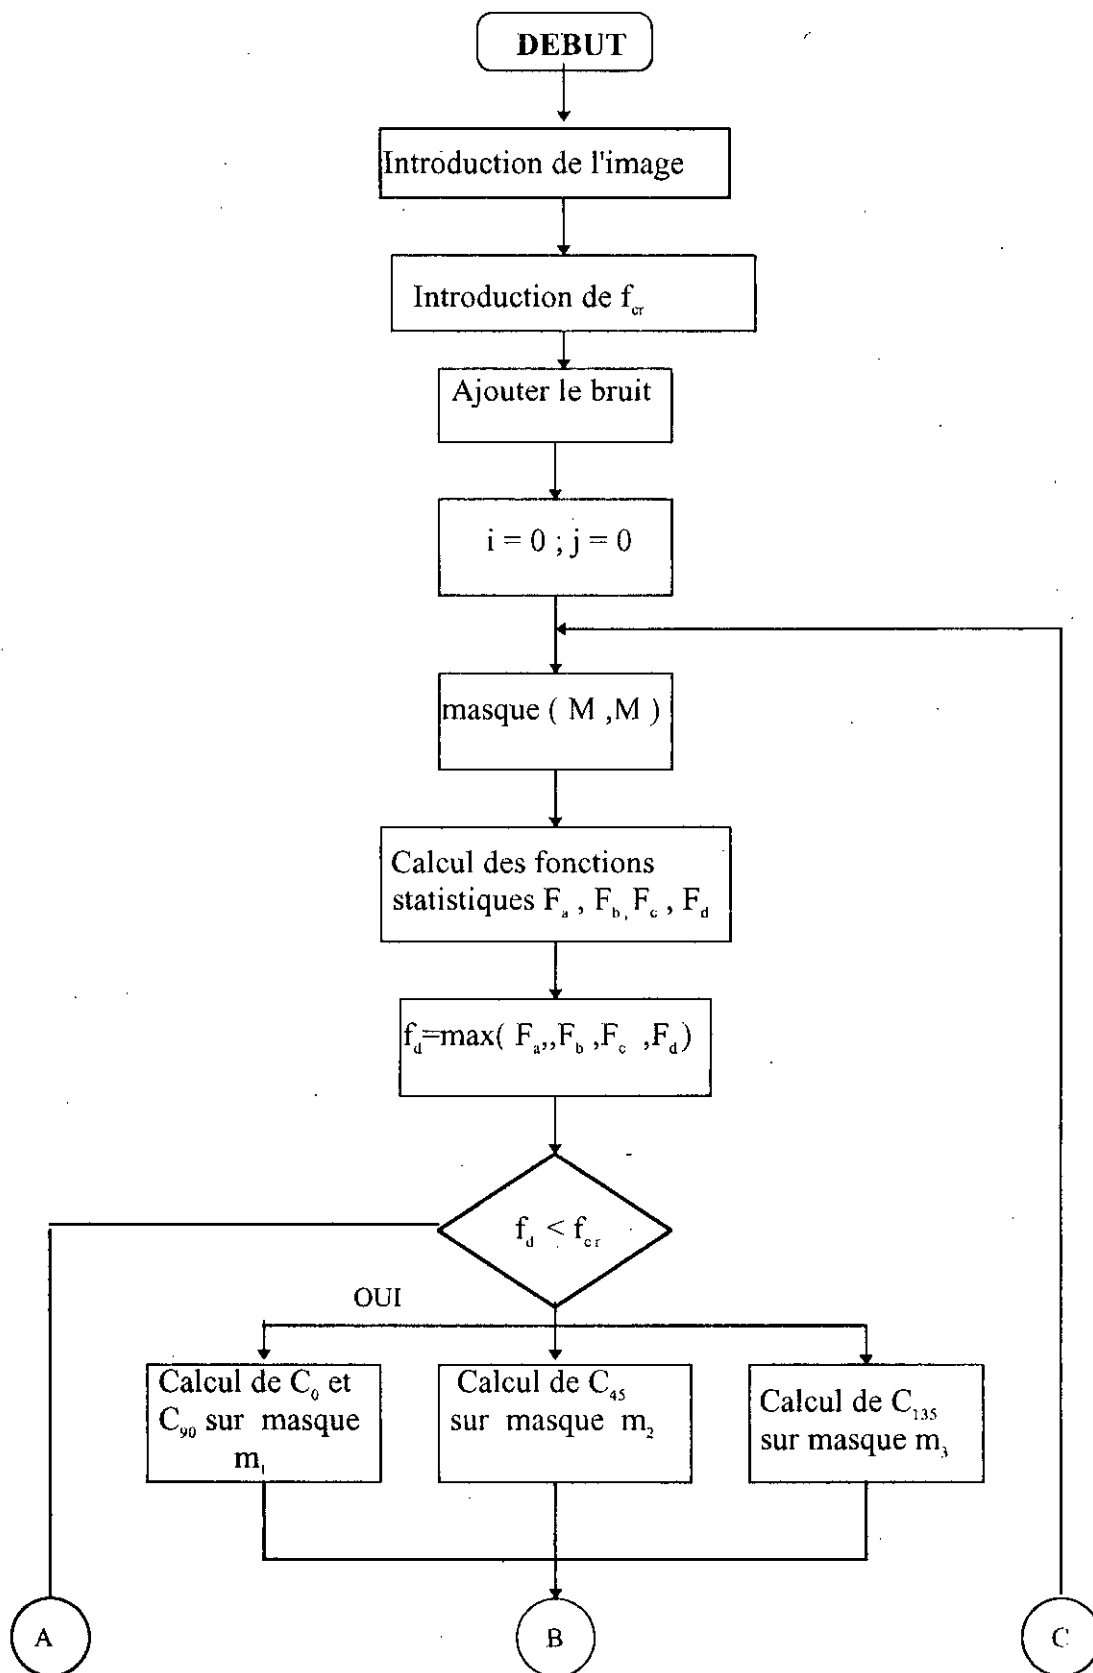 DEBUT
Introduction de l'image
Introduction de f_cr
Ajouter le bruit
i = 0 ; j = 0
masque ( M ,M )
Calcul des fonctions
statistiques F_a , F_b, F_c , F_d
f_d=max( F_a,,F_b ,F_c ,F_d)
f_d < f_cr
OUI
Calcul de C_0 et
C_90 sur masque
m_1
Calcul de C_45
sur masque m_2
Calcul de C_135
sur masque m_3
A
B
C